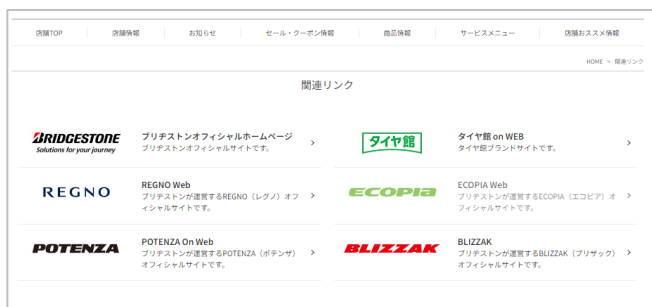 店舗TOP
店舗情報
お知らせ
セール・クーポン情報
商品情報
サービスメニュー
店舗おススメ情報
HOME > 関連リンク
関連リンク
BRIDGESTONE
Solutions for your journey
ブリヂストンオフィシャルホームページ
ブリヂストンオフィシャルサイトです。
タイヤ館
タイヤ館 on WEB
タイヤ館ブランドサイトです。
REGNO
REGNO Web
ブリヂストンが運営するREGNO（レグノ）オフ
ィシャルサイトです。
ECOPIA
ECOPIA Web
ブリヂストンが運営するECOPIA（エコピア）オ
フィシャルサイトです。
POTENZA
POTENZA On Web
ブリヂストンが運営するPOTENZA（ポテンザ）
オフィシャルサイトです。
BLIZZAK
BLIZZAK
ブリヂストンが運営するBLIZZAK（ブリザック）
オフィシャルサイトです。